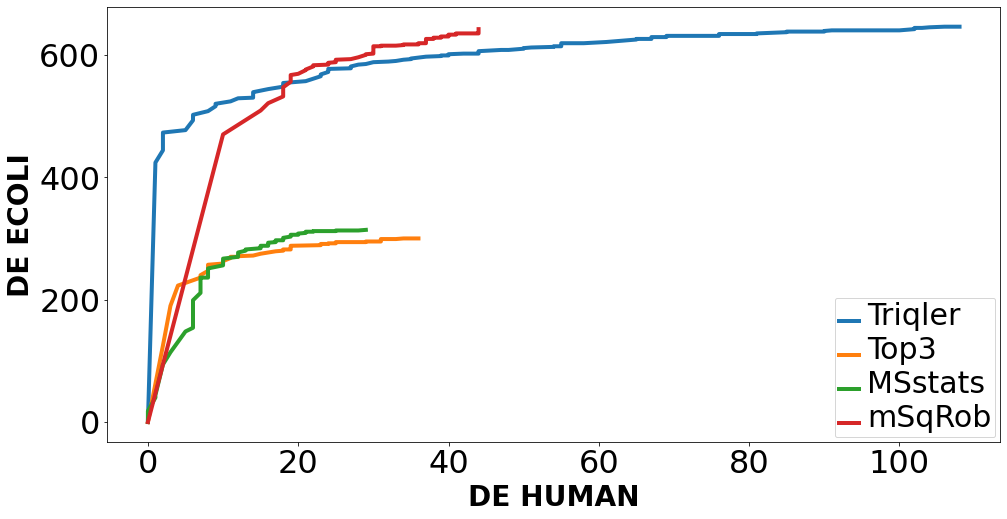 600
400
200
0
DE ECOLI
0 20 40 60 80 100
DE HUMAN
Triqler
Top3
MSstats
mSqRob